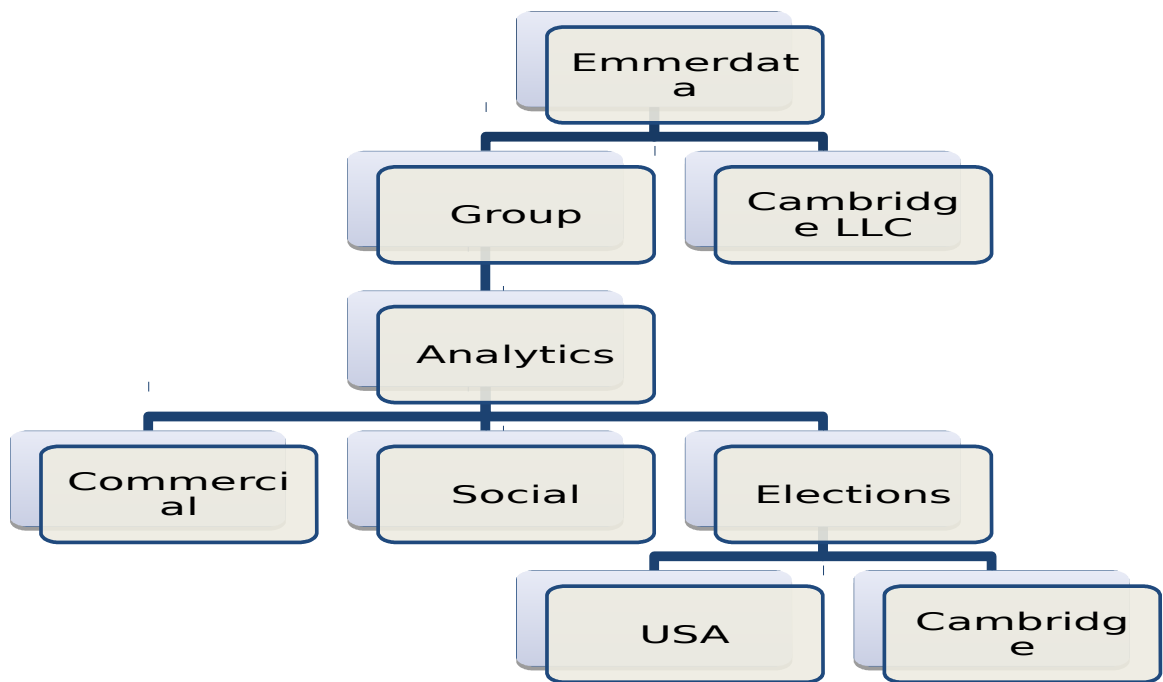 Emmerdat
a
Group
Cambridg
e LLC
Analytics
Commerci
al
Social
Elections
USA
Cambridg
e